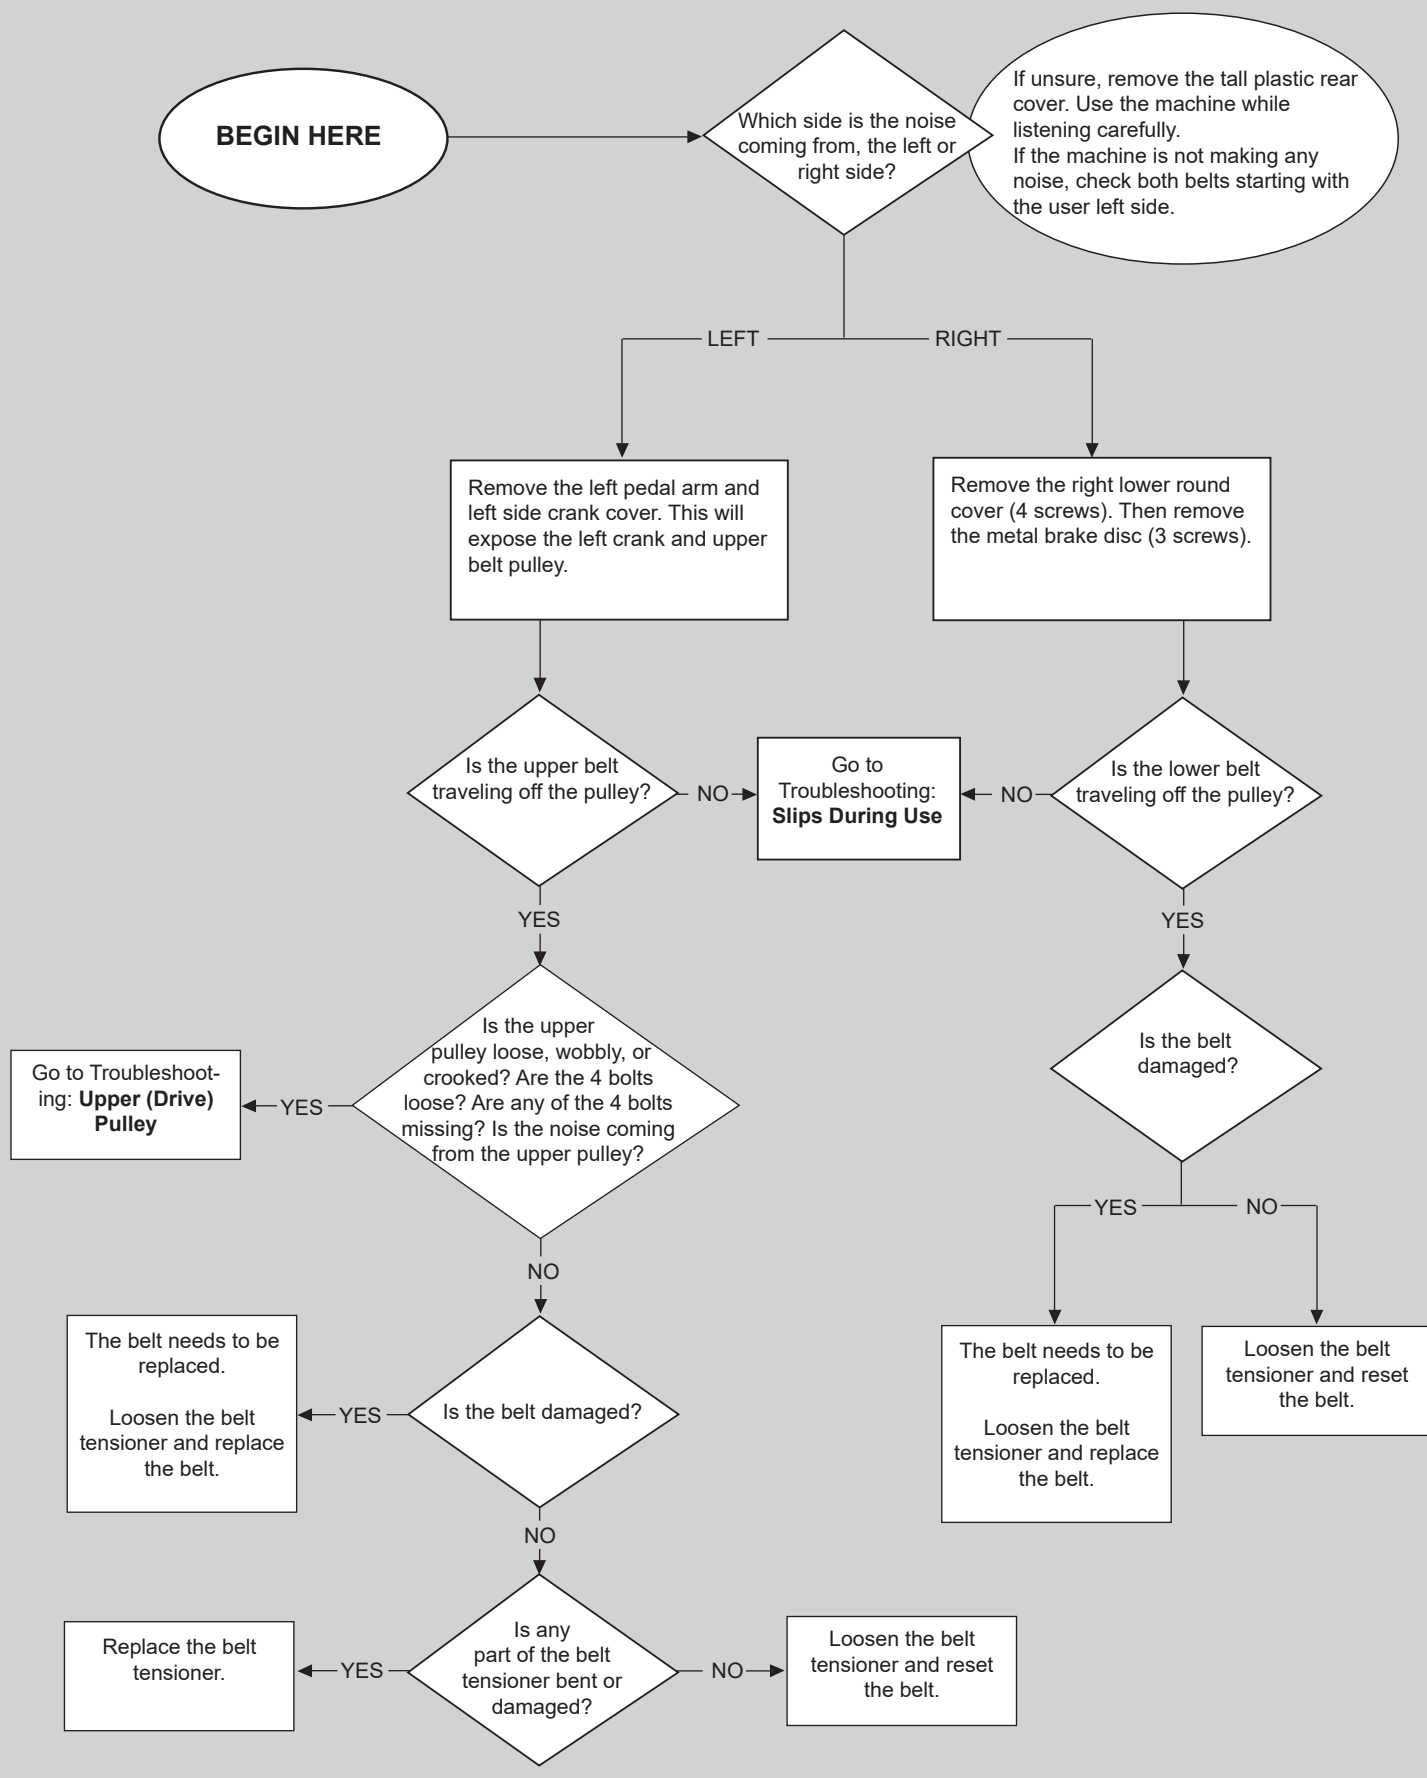 BEGIN HERE
Which side is the noise
coming from, the left or
right side?
If unsure, remove the tall plastic rear
cover. Use the machine while
listening carefully.
If the machine is not making any
noise, check both belts starting with
the user left side.
LEFT
RIGHT
Remove the left pedal arm and
left side crank cover. This will
expose the left crank and upper
belt pulley.
Remove the right lower round
cover (4 screws). Then remove
the metal brake disc (3 screws).
Is the upper belt
traveling off the pulley?
NO
Go to
Troubleshooting:
Slips During Use
NO
Is the lower belt
traveling off the pulley?
YES
YES
Is the upper
pulley loose, wobbly, or
crooked? Are the 4 bolts
loose? Are any of the 4 bolts
missing? Is the noise coming
from the upper pulley?
YES
Go to Troubleshoot-
ing: Upper (Drive)
Pulley
Is the belt
damaged?
YES
NO
NO
The belt needs to be
replaced.
Loosen the belt
tensioner and replace
the belt.
YES
Is the belt damaged?
The belt needs to be
replaced.
Loosen the belt
tensioner and replace
the belt.
Loosen the belt
tensioner and reset
the belt.
NO
Replace the belt
tensioner.
YES
Is any
part of the belt
tensioner bent or
damaged?
NO
Loosen the belt
tensioner and reset
the belt.